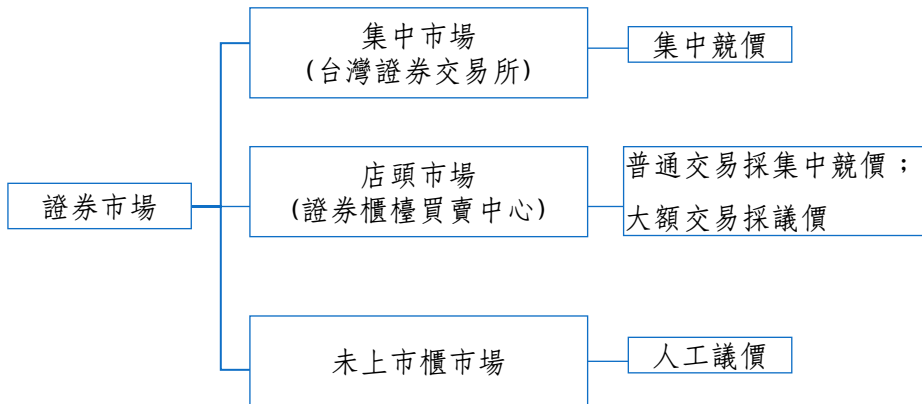 證券市場
集中市場
(台灣證券交易所)
集中競價
店頭市場
(證券櫃檯買賣中心)
普通交易採集中競價；
大額交易採議價
未上市櫃市場
人工議價